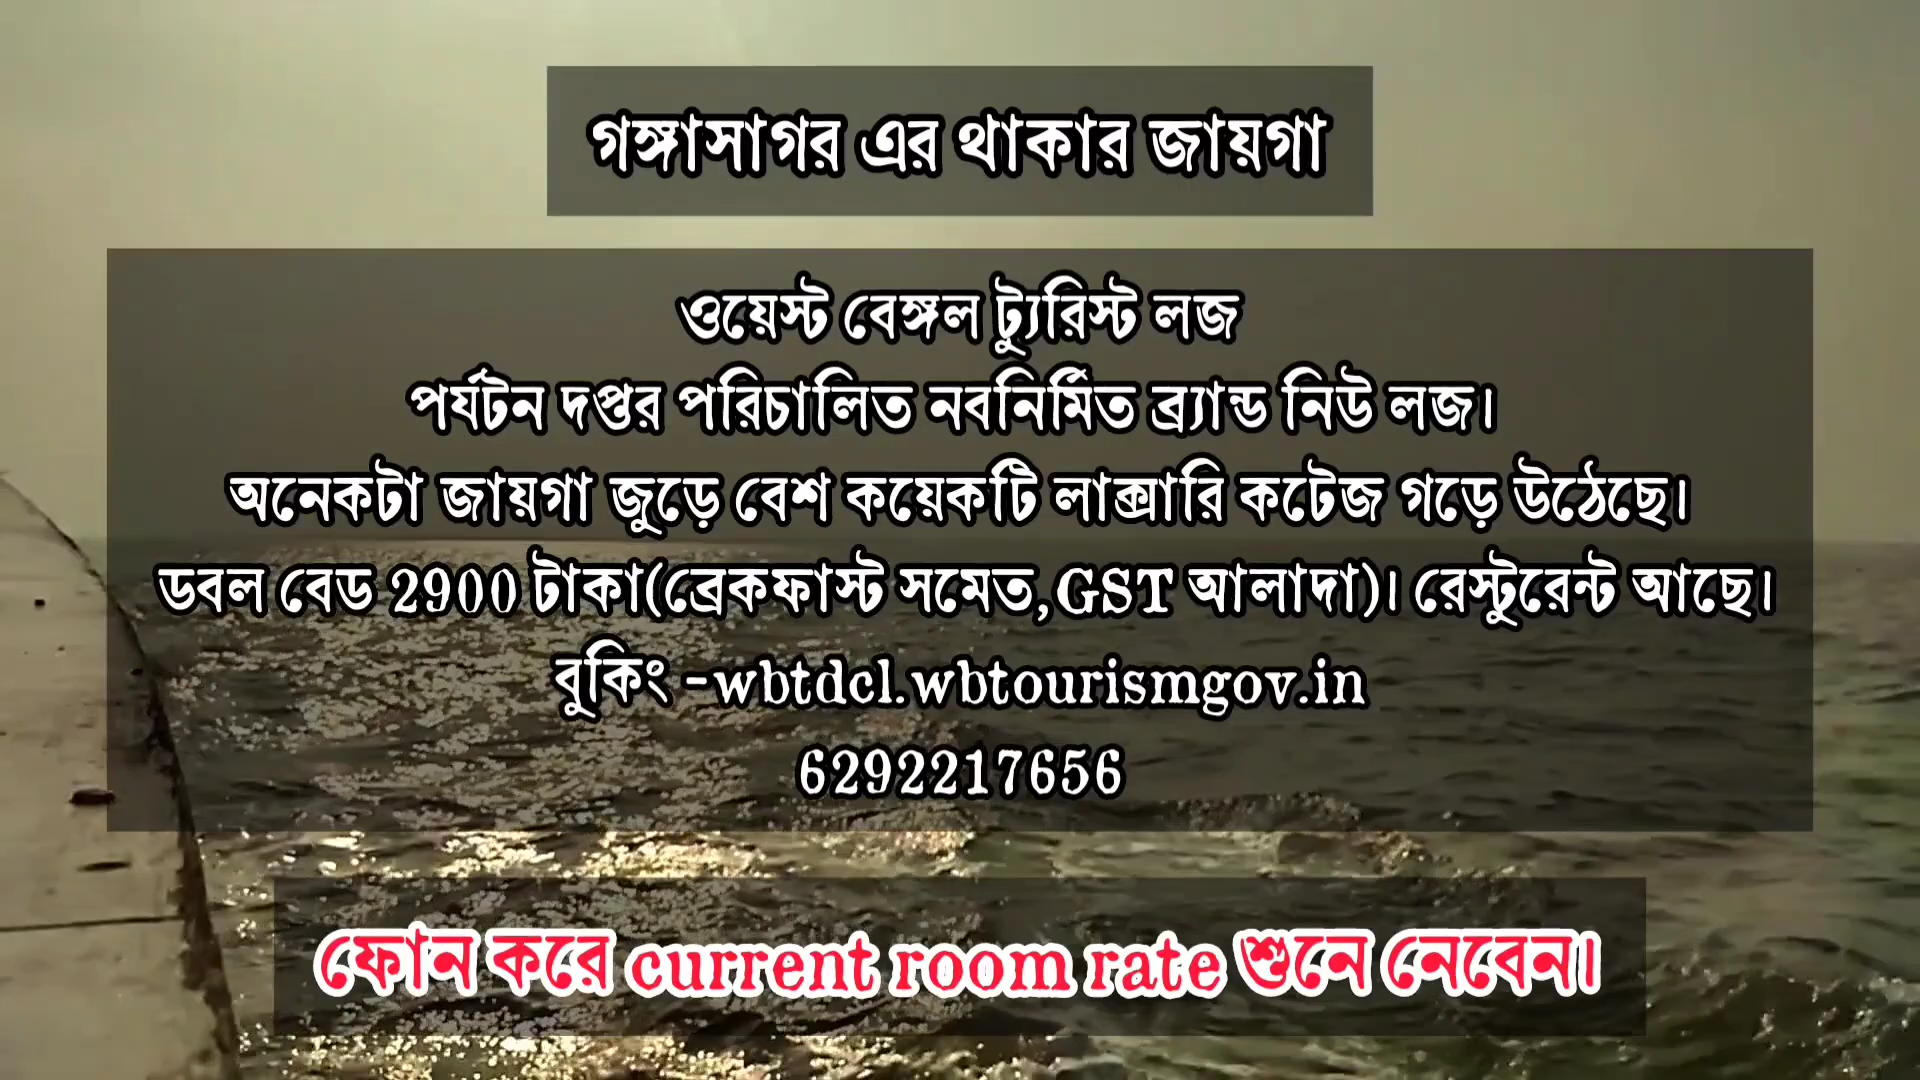 গঙ্গাসাগর এর থাকার জায়গা
ওয়েস্ট বেঙ্গল ট্যুরিস্ট লজ
পর্যটন দপ্তর পরিচালিত নবনির্মিত ব্র্যান্ড নিউ লজ।
অনেকটা জায়গা জুড়ে বেশ কয়েকটি লাক্সারি কটেজ গড়ে উঠেছে।
ডবল বেড 2900 টাকা(ব্রেকফাস্ট সমেত,GST আলাদা)। রেস্টুরেন্ট আছে।
বুকিং -wbtdcl.wbtourismgov.in
6292217656
ফোন করে current room rate শুনে নেবেন।